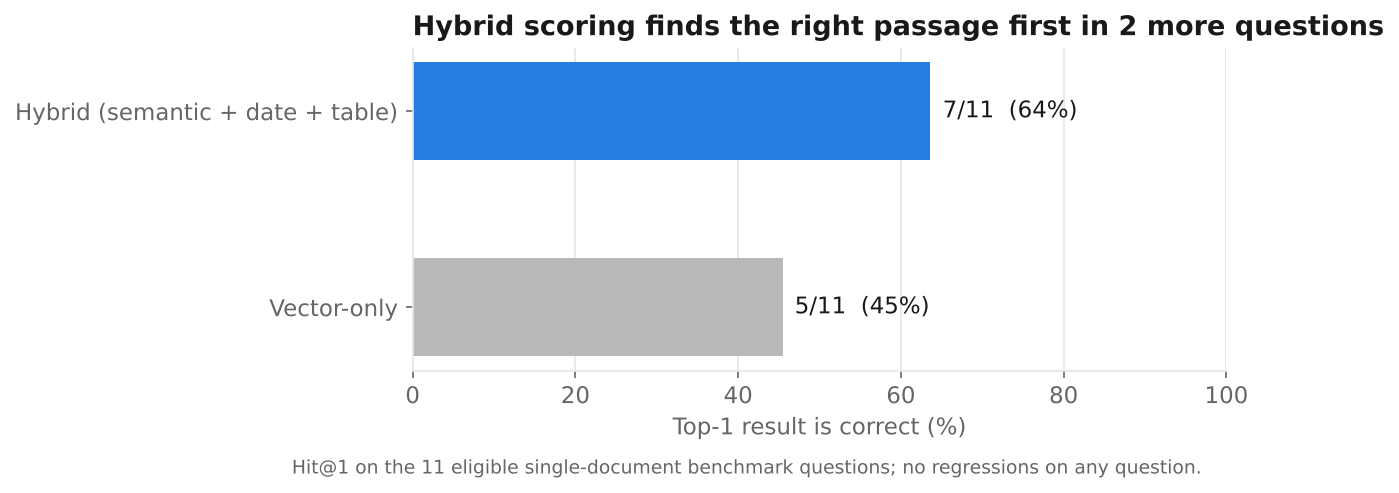 Hybrid scoring finds the right passage first in 2 more questions
Hybrid (semantic + date + table)
7/11 (64%)
Vector-only
5/11 (45%)
0 20 40 60 80 100
Top-1 result is correct (%)
Hit@1 on the 11 eligible single-document benchmark questions; no regressions on any question.